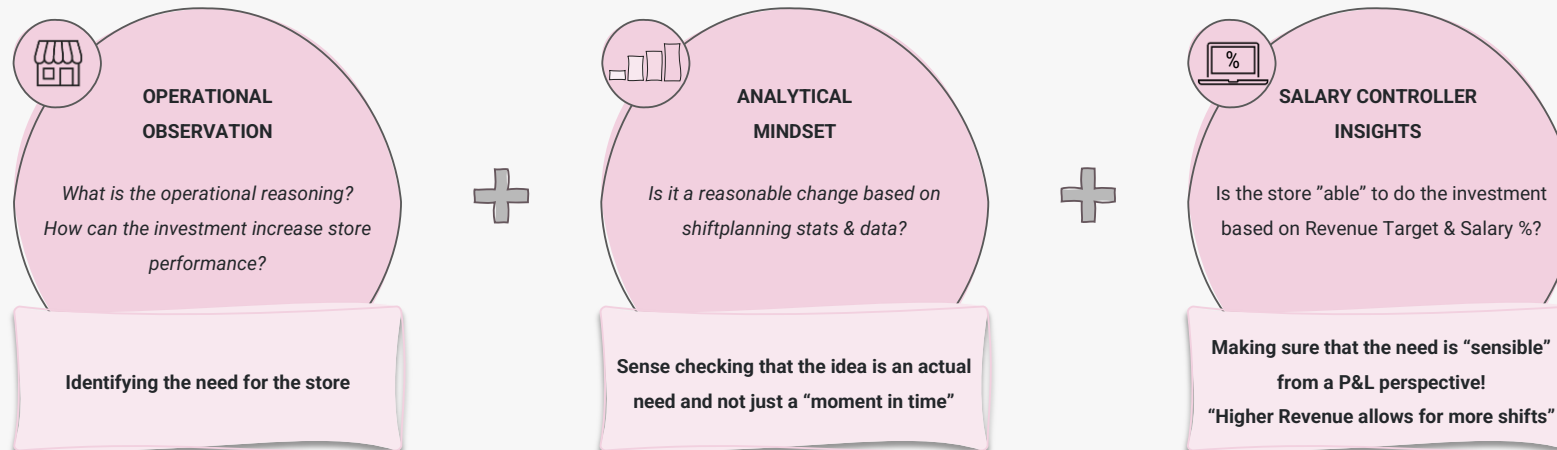 OPERATIONAL
OBSERVATION
What is the operational reasoning?
How can the investment increase store
performance?
Identifying the need for the store
ANALYTICAL
MINDSET
Is it a reasonable change based on
shiftplanning stats & data?
Sense checking that the idea is an actual
need and not just a “moment in time”
%
SALARY CONTROLLER
INSIGHTS
Is the store ”able” to do the investment
based on Revenue Target & Salary %?
Making sure that the need is “sensible”
from a P&L perspective!
“Higher Revenue allows for more shifts”